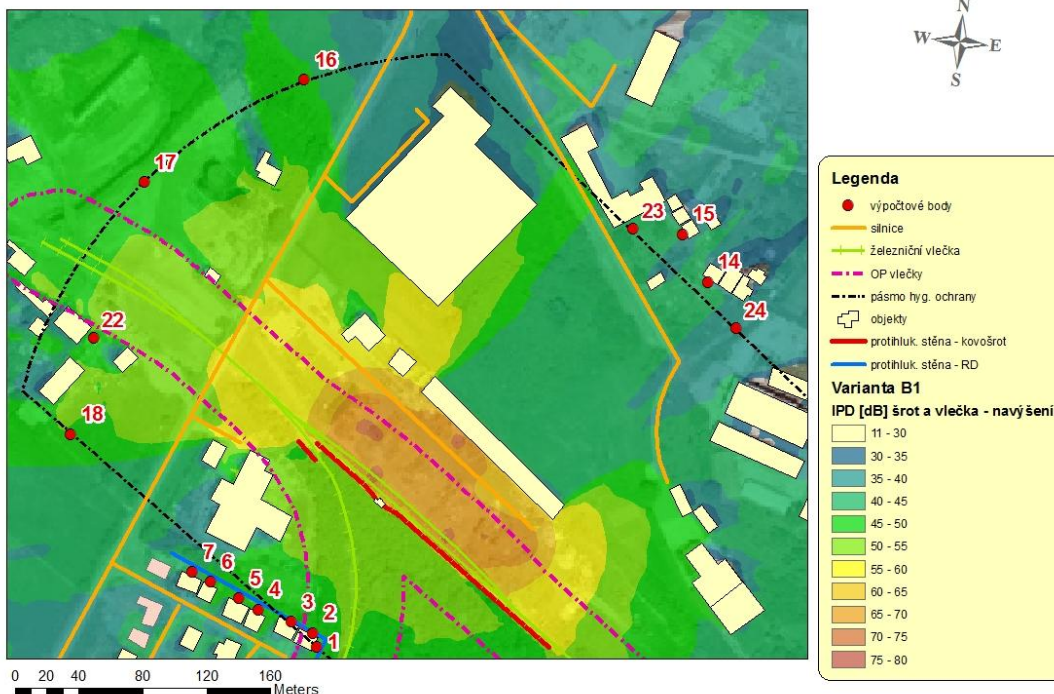 N
W E
S
16
17
23
15
14
24
22
18
7
6
5
4
3
2
1
0 20 40 80 120 160
Meters
Legenda
výpočtové body
silnice
železniční vlečka
OP vlečky
pásmo hyg. ochrany
objekty
protihluk. stěna - kovošrot
protihluk. stěna - RD
Varianta B1
IPD [dB] šrot a vlečka - navýšení
11 - 30
30 - 35
35 - 40
40 - 45
45 - 50
50 - 55
55 - 60
60 - 65
65 - 70
70 - 75
75 - 80